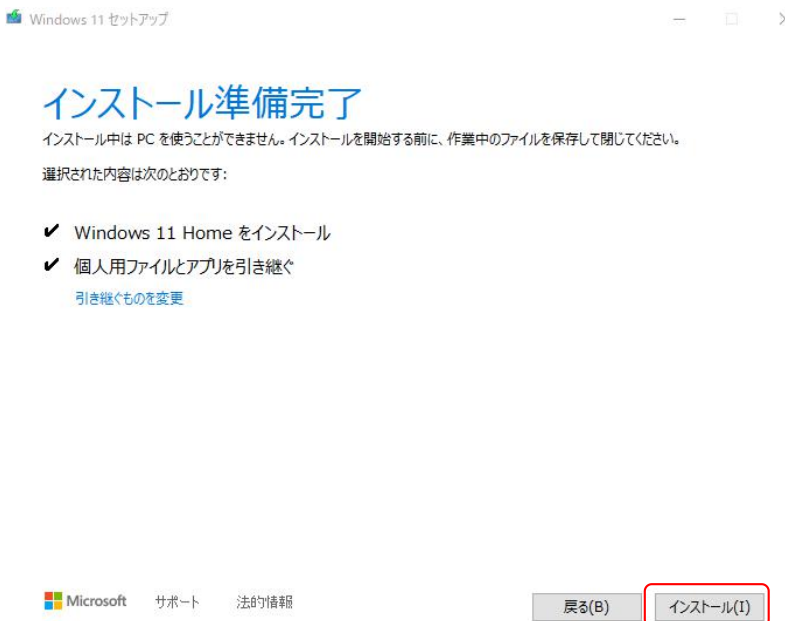 Windows 11 セットアップ
インストール準備完了
インストール中は PC を使うことができません。インストールを開始する前に、作業中のファイルを保存して閉じてください。
選択された内容は次のとおりです:
✔ Windows 11 Home をインストール
✔ 個人用ファイルとアプリを引き継ぐ
引き継ぐものを変更
Microsoft サポート 法的情報 戻る(B) インストール(I)